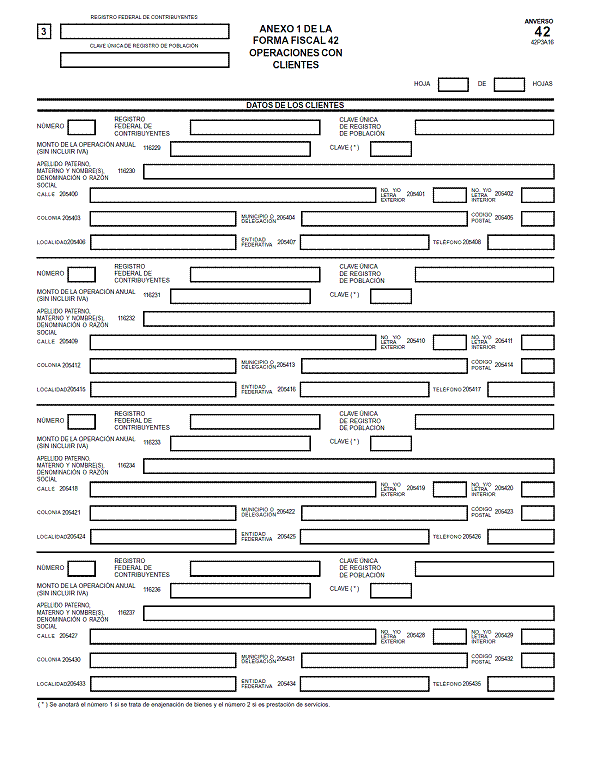 REGISTRO FEDERAL DE CONTRIBUYENTES
3
CLAVE ÚNICA DE REGISTRO DE POBLACIÓN
ANEXO 1 DE LA
FORMA FISCAL 42
OPERACIONES CON
CLIENTES
ANVERSO
42
42P3A16
HOJA DE HOJAS
DATOS DE LOS CLIENTES
NÚMERO
REGISTRO
FEDERAL DE
CONTRIBUYENTES
CLAVE ÚNICA
DE REGISTRO
DE POBLACIÓN
MONTO DE LA OPERACIÓN ANUAL
(SIN INCLUIR IVA)
116229
CLAVE ( * )
APELLIDO PATERNO,
MATERNO Y NOMBRE(S),
DENOMINACIÓN O RAZÓN
SOCIAL
116230
CALLE 205400
NO. Y/O
LETRA
EXTERIOR
205401
NO. Y/O
LETRA
INTERIOR
205402
COLONIA 205403
MUNICIPIO O
DELEGACIÓN
205404
CÓDIGO
POSTAL
205405
LOCALIDAD 205406
ENTIDAD
FEDERATIVA
205407
TELÉFONO 205408
NÚMERO
REGISTRO
FEDERAL DE
CONTRIBUYENTES
CLAVE ÚNICA
DE REGISTRO
DE POBLACIÓN
MONTO DE LA OPERACIÓN ANUAL
(SIN INCLUIR IVA)
116231
CLAVE ( * )
APELLIDO PATERNO,
MATERNO Y NOMBRE(S),
DENOMINACIÓN O RAZÓN
SOCIAL
116232
CALLE 205409
NO. Y/O
LETRA
EXTERIOR
205410
NO. Y/O
LETRA
INTERIOR
205411
COLONIA 205412
MUNICIPIO O
DELEGACIÓN
205413
CÓDIGO
POSTAL
205414
LOCALIDAD 205415
ENTIDAD
FEDERATIVA
205416
TELÉFONO 205417
NÚMERO
REGISTRO
FEDERAL DE
CONTRIBUYENTES
CLAVE ÚNICA
DE REGISTRO
DE POBLACIÓN
MONTO DE LA OPERACIÓN ANUAL
(SIN INCLUIR IVA)
116233
CLAVE ( * )
APELLIDO PATERNO,
MATERNO Y NOMBRE(S),
DENOMINACIÓN O RAZÓN
SOCIAL
116234
CALLE 205418
NO. Y/O
LETRA
EXTERIOR
205419
NO. Y/O
LETRA
INTERIOR
205420
COLONIA 205421
MUNICIPIO O
DELEGACIÓN
205422
CÓDIGO
POSTAL
205423
LOCALIDAD 205424
ENTIDAD
FEDERATIVA
205425
TELÉFONO 205426
NÚMERO
REGISTRO
FEDERAL DE
CONTRIBUYENTES
CLAVE ÚNICA
DE REGISTRO
DE POBLACIÓN
MONTO DE LA OPERACIÓN ANUAL
(SIN INCLUIR IVA)
116236
CLAVE ( * )
APELLIDO PATERNO,
MATERNO Y NOMBRE(S),
DENOMINACIÓN O RAZÓN
SOCIAL
116237
CALLE 205427
NO. Y/O
LETRA
EXTERIOR
205428
NO. Y/O
LETRA
INTERIOR
205429
COLONIA 205430
MUNICIPIO O
DELEGACIÓN
205431
CÓDIGO
POSTAL
205432
LOCALIDAD 205433
ENTIDAD
FEDERATIVA
205434
TELÉFONO 205435
( * ) Se anotará el número 1 si se trata de enajenación de bienes y el número 2 si es prestación de servicios.